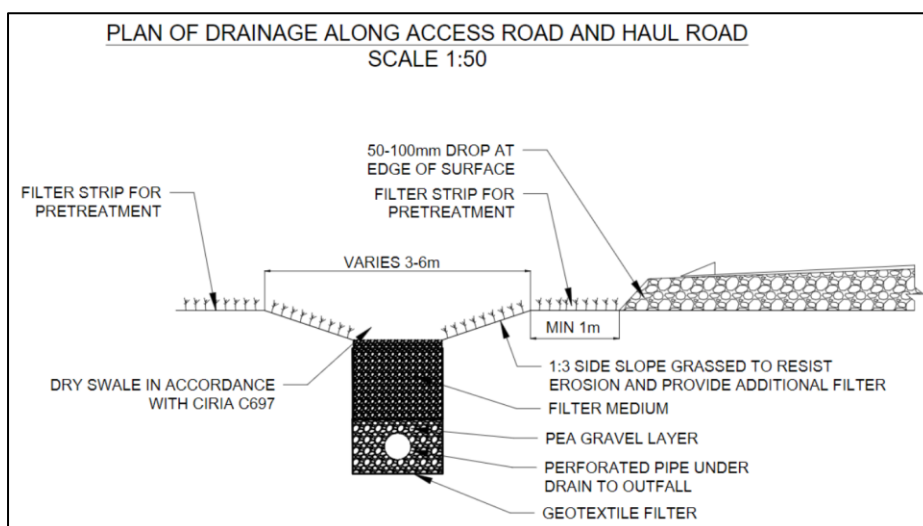 PLAN OF DRAINAGE ALONG ACCESS ROAD AND HAUL ROAD
SCALE 1:50
50-100mm DROP AT
EDGE OF SURFACE
FILTER STRIP FOR
PRETREATMENT
FILTER STRIP FOR
PRETREATMENT
VARIES 3-6m
MIN 1m
DRY SWALE IN ACCORDANCE
WITH CIRIA C697
1:3 SIDE SLOPE GRASSED TO RESIST
EROSION AND PROVIDE ADDITIONAL FILTER
FILTER MEDIUM
PEA GRAVEL LAYER
PERFORATED PIPE UNDER
DRAIN TO OUTFALL
GEOTEXTILE FILTER